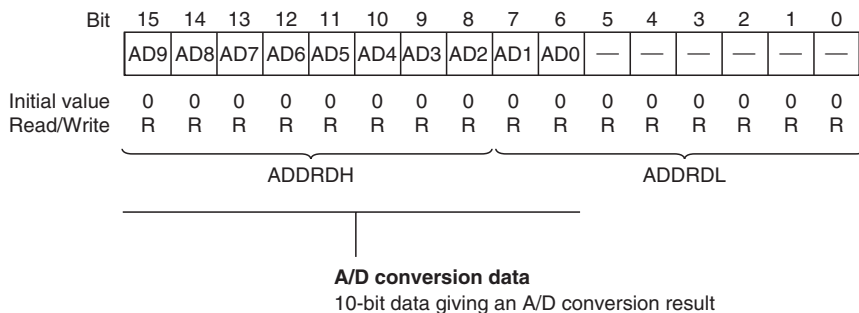 Bit 15 14 13 12 11 10 9 8 7 6 5 4 3 2 1 0
AD9 AD8 AD7 AD6 AD5 AD4 AD3 AD2 AD1 AD0 — — — — — —
Initial value 0 0 0 0 0 0 0 0 0 0 0 0 0 0 0 0
Read/Write R R R R R R R R R R R R R R R R
ADDRDH ADDRDL
A/D conversion data
10-bit data giving an A/D conversion result